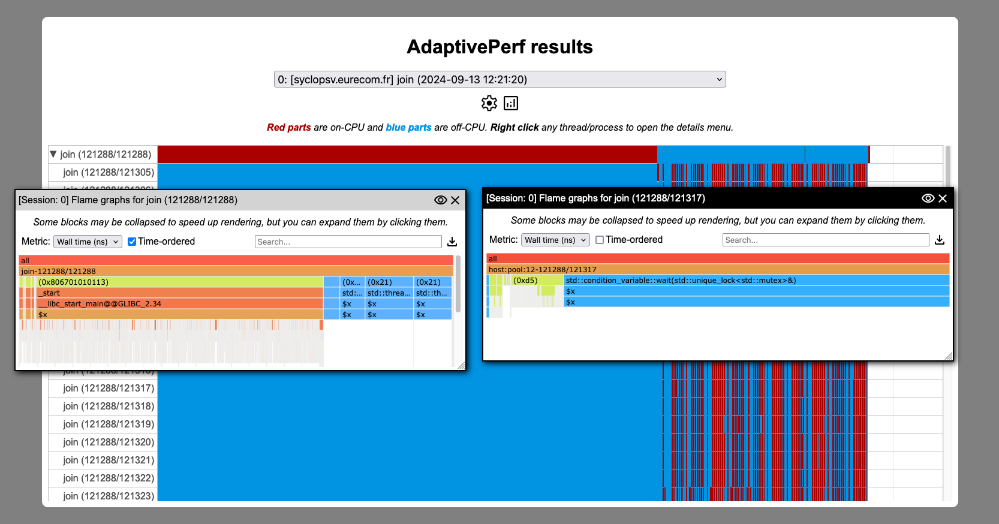 AdaptivePerf results
0: [syclopsv.eurecom.fr] join (2024-09-13 12:21:20)
Red parts are on-CPU and blue parts are off-CPU. Right click any thread/process to open the details menu.
▼ join (121288/121288)
join (121288/121305)
[Session: 0] Flame graphs for join (121288/121288)
Some blocks may be collapsed to speed up rendering, but you can expand them by clicking them.
Metric: Wall time (ns) Time-ordered Search...
all
join-121288/121288
(0x806701010113) (0x... (0x21) (0x21)
_start std:... std::threa... std::th...
__libc_start_main@@GLIBC_2.34 $x $x $x
$x $x $x $x
[Session: 0] Flame graphs for join (121288/121317)
Some blocks may be collapsed to speed up rendering, but you can expand them by clicking them.
Metric: Wall time (ns) Time-ordered Search...
all
host:pool:12-121288/121317
(0xd5) std::condition_variable::wait(std::unique_lock<std::mutex>&)
$x
$x
join (121288/121317)
join (121288/121318)
join (121288/121319)
join (121288/121320)
join (121288/121321)
join (121288/121322)
join (121288/121323)